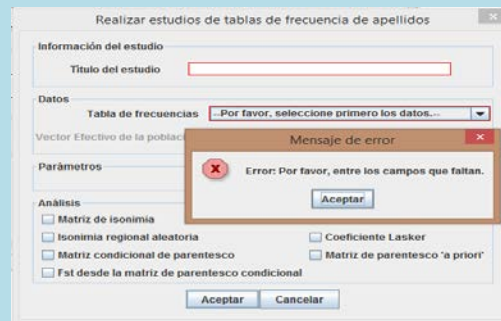 Realizar estudios de tablas de frecuencia de apellidos
Información del estudio
Titulo del estudio
Datos
Tabla de frecuencias ...Por favor, seleccione primero los datos...
Vector Efectivo de la poblac
Mensaje de error
Error: Por favor, entre los campos que faltan.
Aceptar
Parámetros
Análisis
Matriz de isonimia
Isonimia regional aleatoria
Coeficiente Lasker
Matriz condicional de parentesco
Matriz de parentesco 'a priori'
Fst desde la matriz de parentesco condicional
Aceptar Cancelar